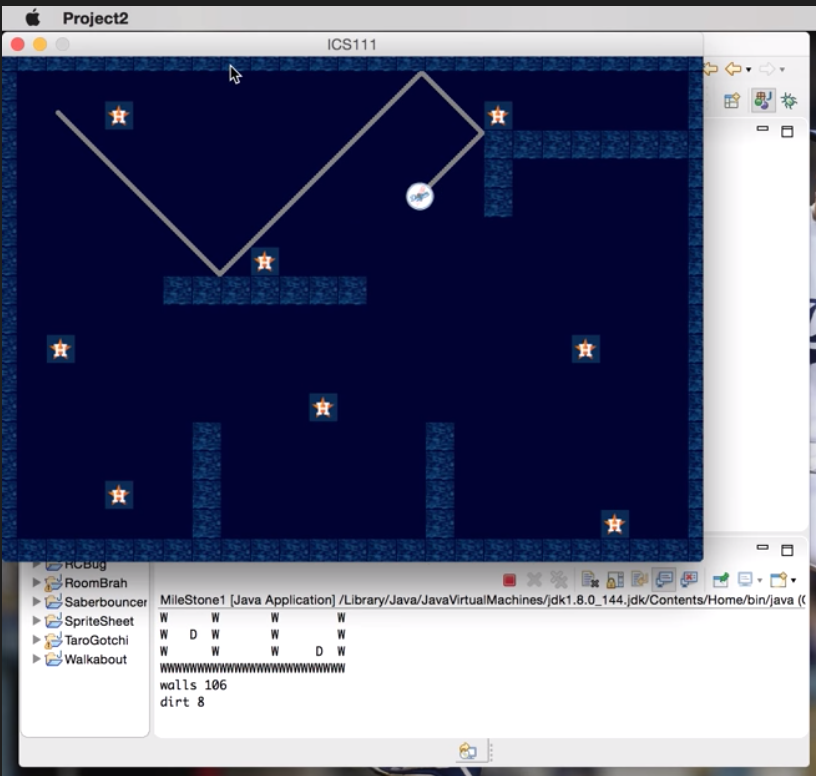 Project2
ICS111
H
H
H
H
H
H
H
H
RCBug
RoomBrah
Saberbouncer
SpriteSheet
TaroGotchi
Walkabout
MileStone1 [Java Application] /Library/Java/JavaVirtualMachines/jdk1.8.0_144.jdk/Contents/Home/bin/java (
W W W W
W D W W W
W W W D W
WWWWWWWWWWWWWWWWWWWWWWWW
walls 106
dirt 8